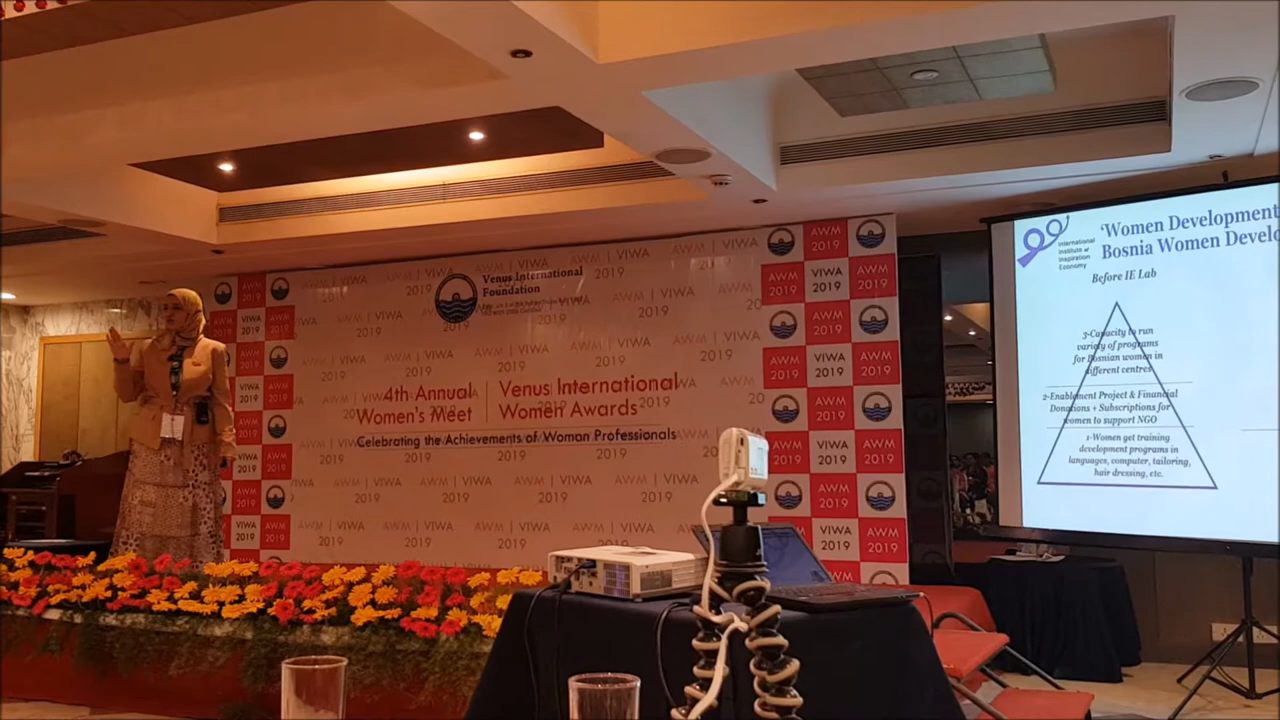 Venus International
Foundation
4th Annual
Women's Meet
Venus International
Women Awards
Celebrating the Achievements of Woman Professionals
AWM | VIWA
2019
AWM
2019
VIWA
2019
International
Institute of
Inspiration
Economy
'Women Development
Bosnia Women Develo
Before IE Lab
3-Capacity to run
variety of programs
for Bosnian women in
different centres
2-Enablement Project & Financial
Donations + Subscriptions for
women to support NGO
1-Women get training
development programs in
languages, computer, tailoring,
hair dressing, etc.